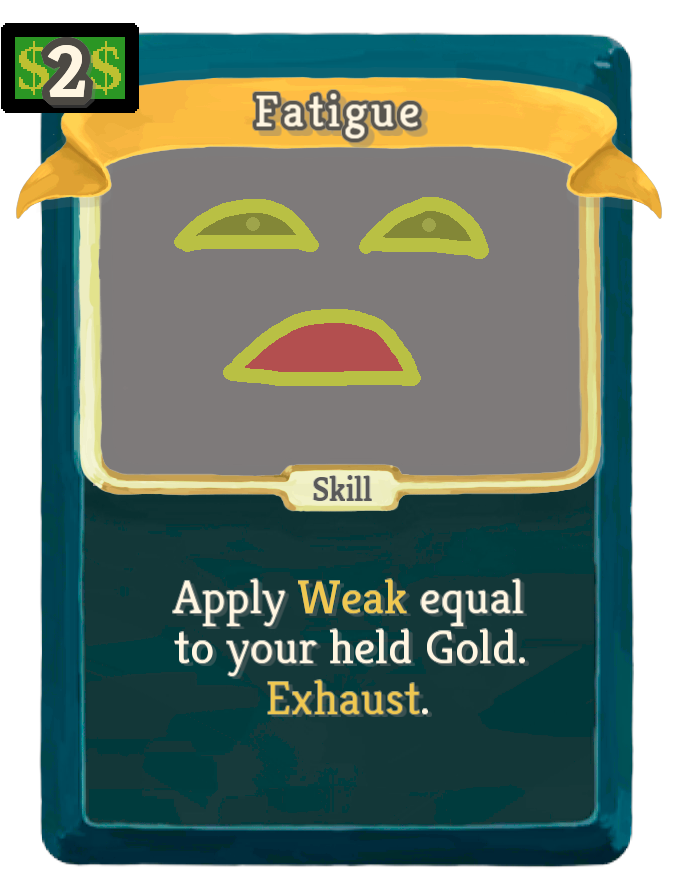 $2$
Fatigue
Skill
Apply Weak equal
to your held Gold.
Exhaust.